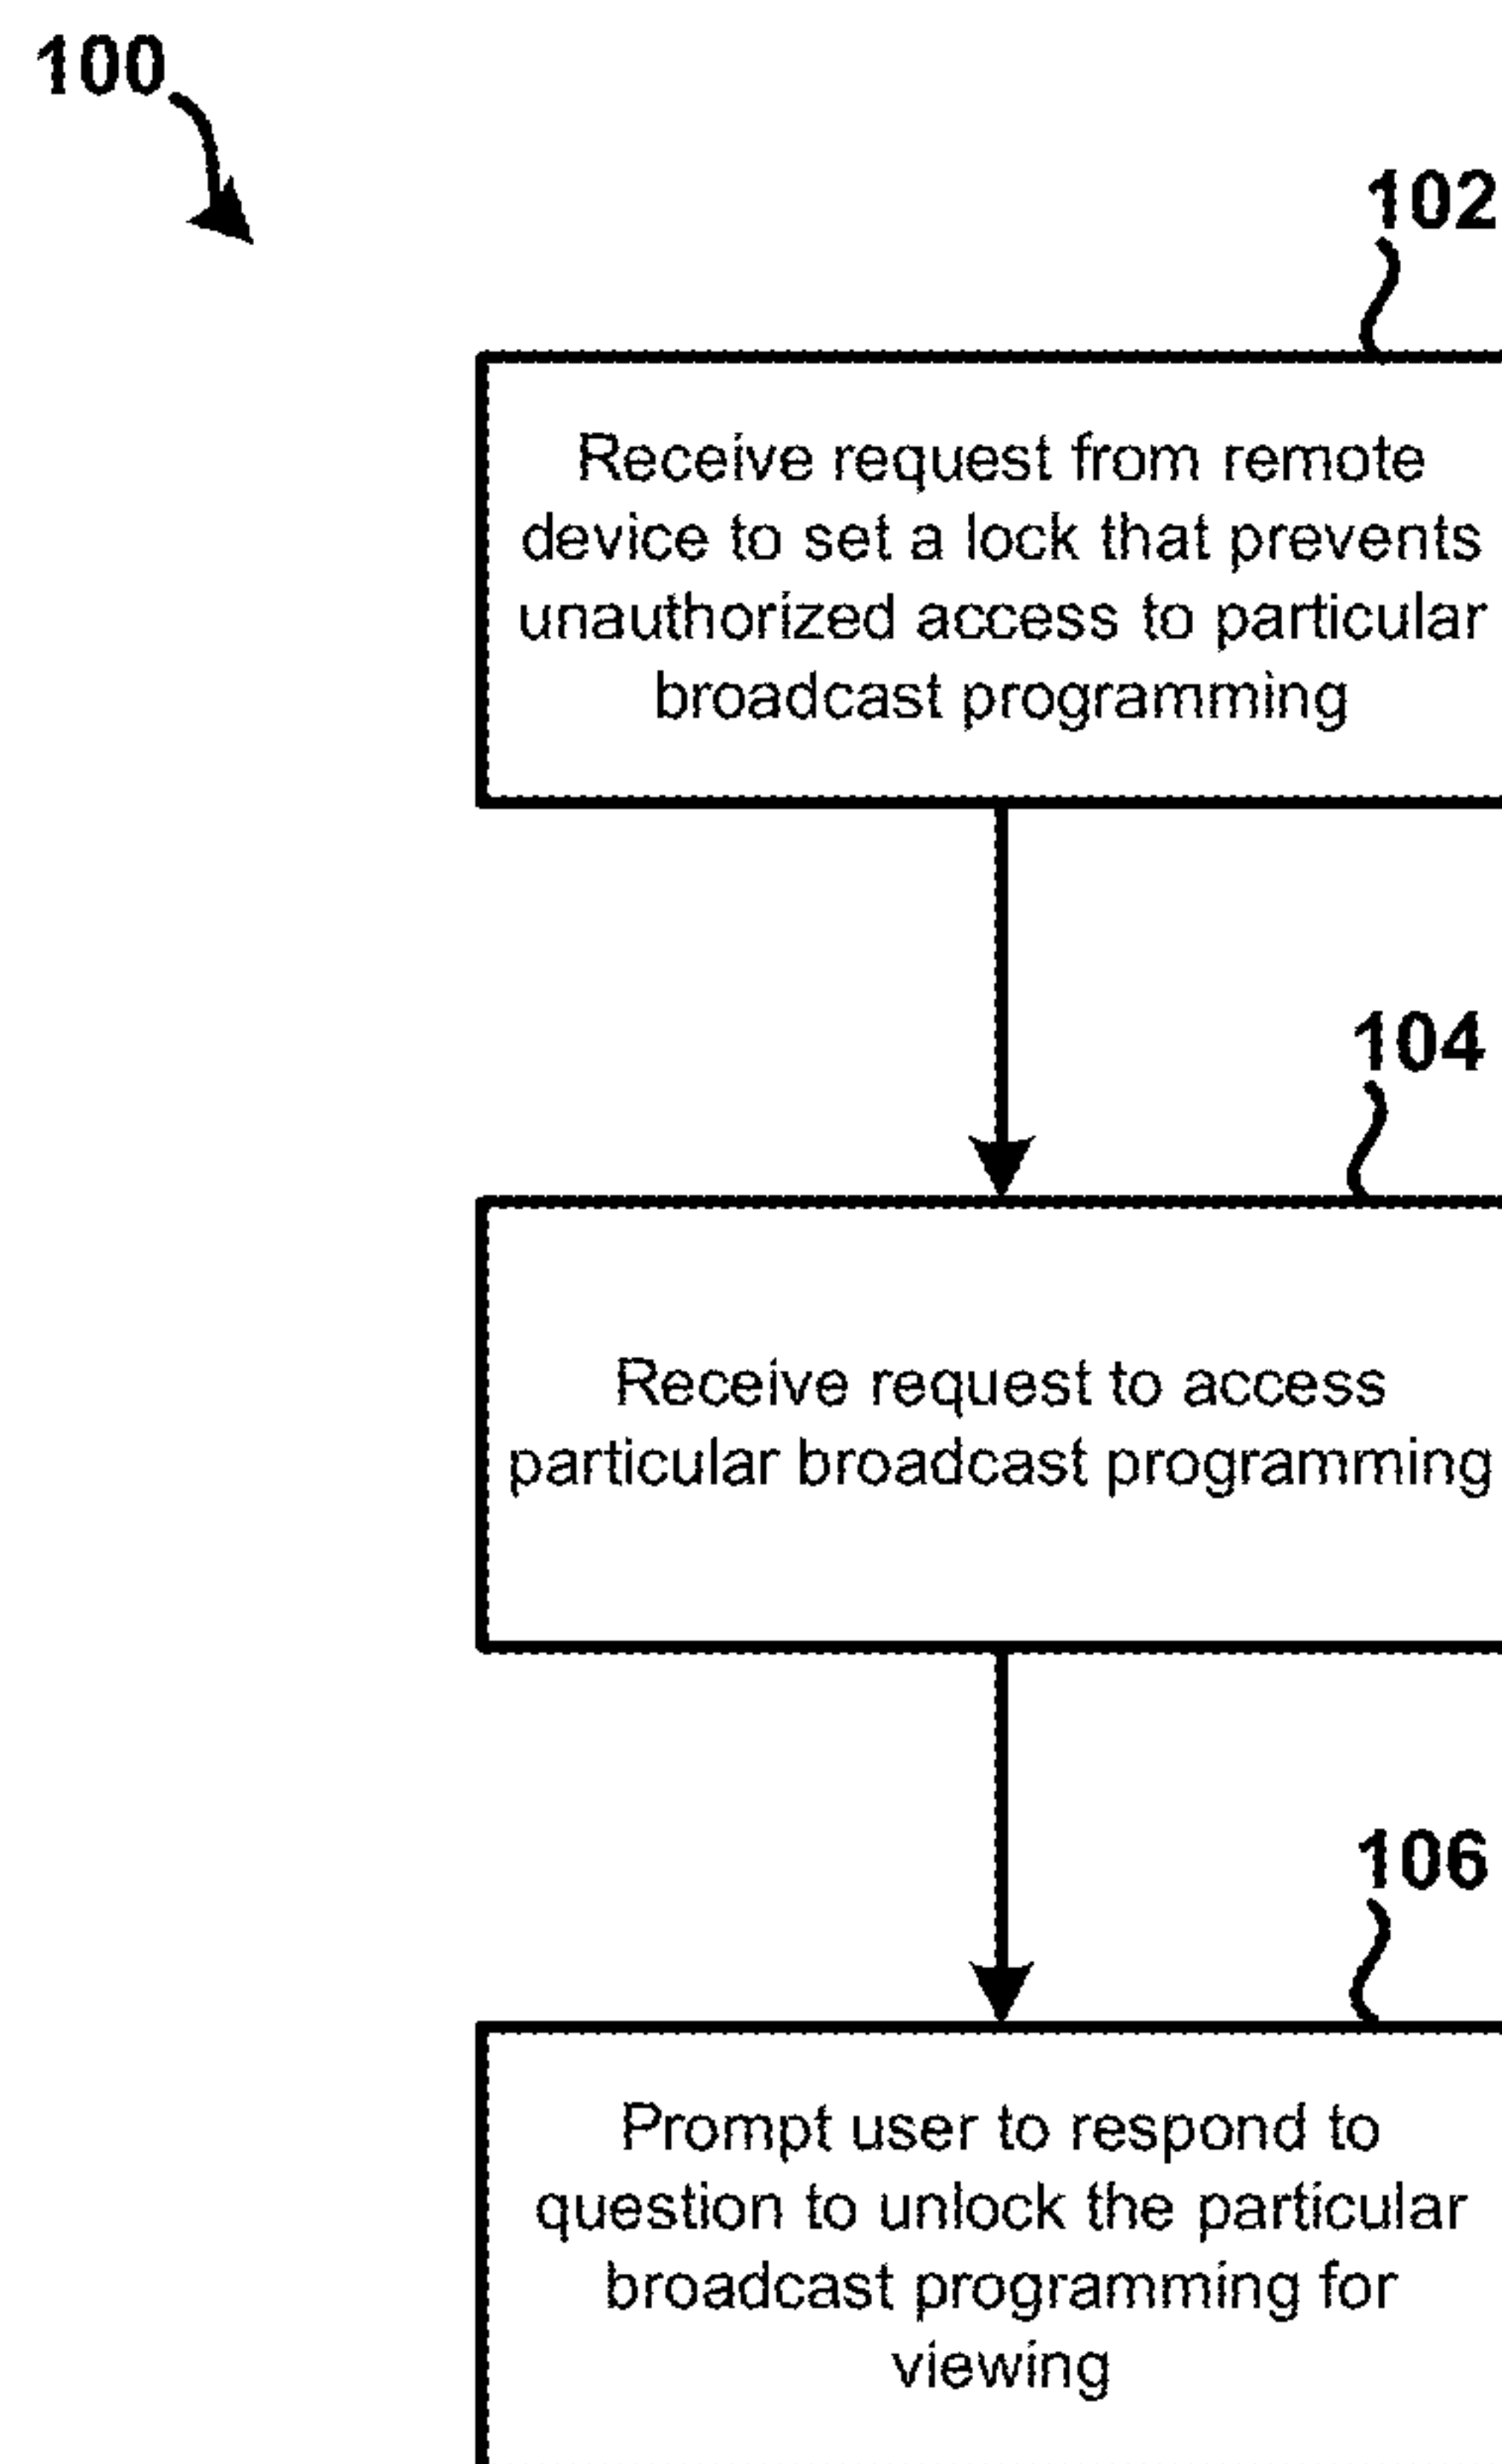 100
102
Receive request from remote
device to set a lock that prevents
unauthorized access to particular
broadcast programming
104
Receive request to access
particular broadcast programming
106
Prompt user to respond to
question to unlock the particular
broadcast programming for
viewing